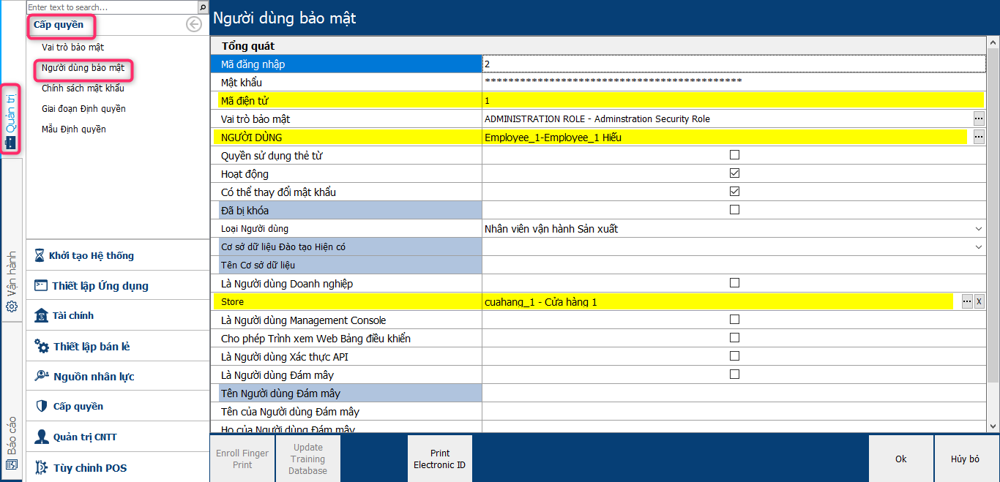 Enter text to search...
Cấp quyền
Vai trò bảo mật
Người dùng bảo mật
Chính sách mật khẩu
Giai đoạn Định quyền
Mẫu Định quyền
Quản trị
Vận hành
Báo cáo
Khởi tạo Hệ thống
Thiết lập Ứng dụng
Tài chính
Thiết lập bán lẻ
Nguồn nhân lực
Cấp quyền
Quản trị CNTT
Tùy chỉnh POS
Người dùng bảo mật
Tổng quát
Mã đăng nhập 2
Mật khẩu ********************************************
Mã điện tử 1
Vai trò bảo mật ADMINISTRATION ROLE - Adminstration Security Role ...
NGƯỜI DÙNG Employee_1-Employee_1 Hiếu ...
Quyền sử dụng thẻ từ
Hoạt động
Có thể thay đổi mật khẩu
Đã bị khóa
Loại Người dùng Nhân viên vận hành Sản xuất
Cơ sở dữ liệu Đào tạo Hiện có
Tên Cơ sở dữ liệu
Là Người dùng Doanh nghiệp
Store cuahang_1 - Cửa hàng 1 ... X
Là Người dùng Management Console
Cho phép Trình xem Web Bảng điều khiển
Là Người dùng Xác thực API
Là Người dùng Đám mây
Tên Người dùng Đám mây
Tên của Người dùng Đám mây
Họ của Người dùng Đám mây
Enroll Finger
Print
Update
Training
Database
Print
Electronic ID
Ok
Hủy bỏ